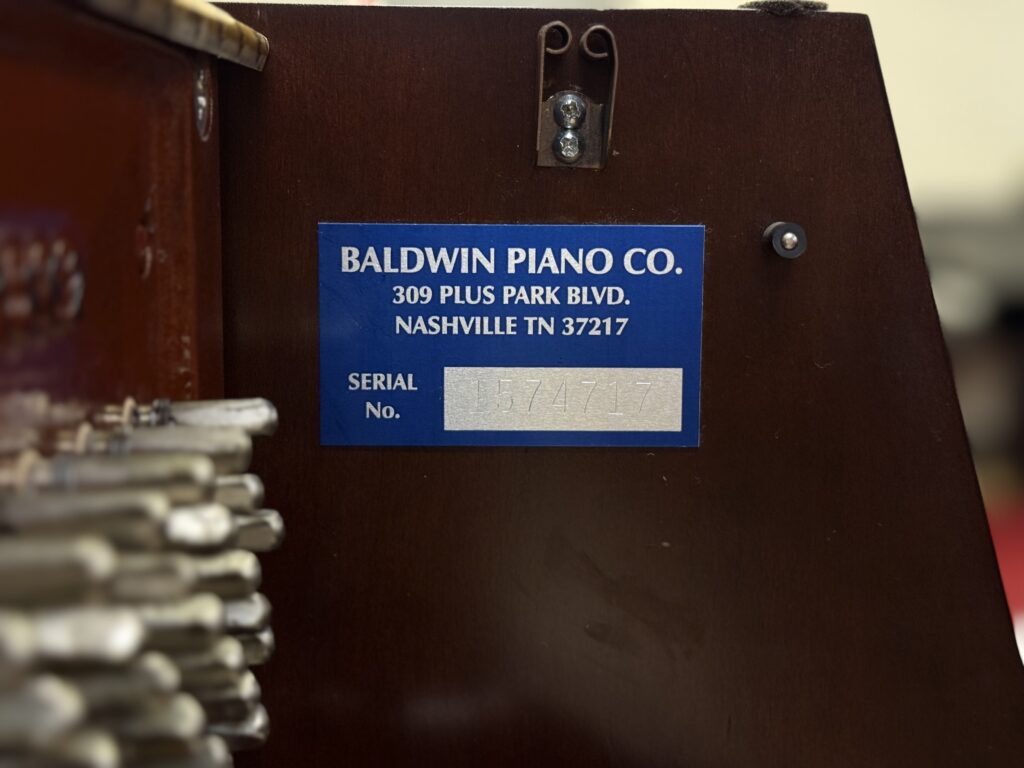 BALDWIN PIANO CO.
309 PLUS PARK BLVD.
NASHVILLE TN 37217
SERIAL
No.
1574717